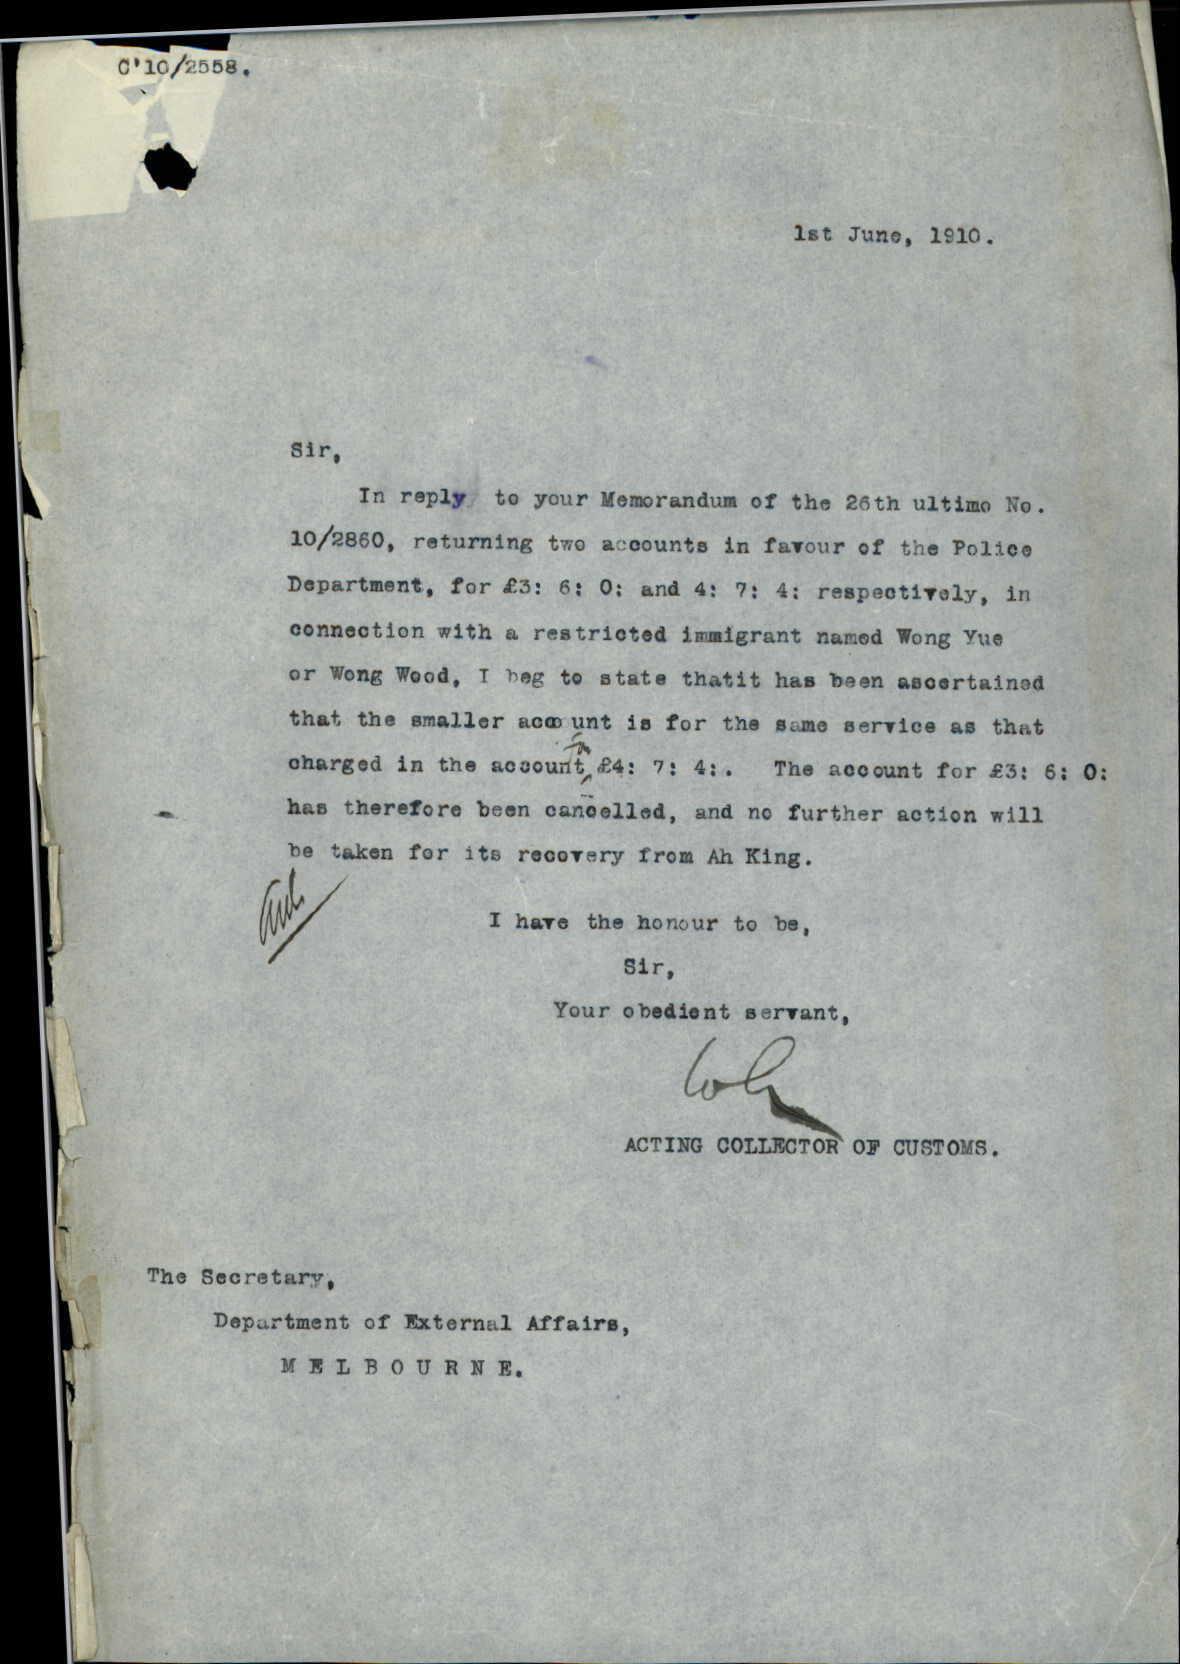 C'10/2558.
1st June, 1910.
Sir,
In reply to your Memorandum of the 26th ultimo No.
10/2860, returning two accounts in favour of the Police
Department, for £3: 6: 0: and 4: 7: 4: respectively, in
connection with a restricted immigrant named Wong Yue
or Wong Wood, I beg to state thatit has been ascertained
that the smaller account is for the same service as that
for
charged in the account £4: 7: 4:. The account for £3: 6: 0:
has therefore been cancelled, and no further action will
be taken for its recovery from Ah King.
I have the honour to be,
Sir,
Your obedient servant,
ACTING COLLECTOR OF CUSTOMS.
The Secretary,
Department of External Affairs,
M E L B O U R N E.